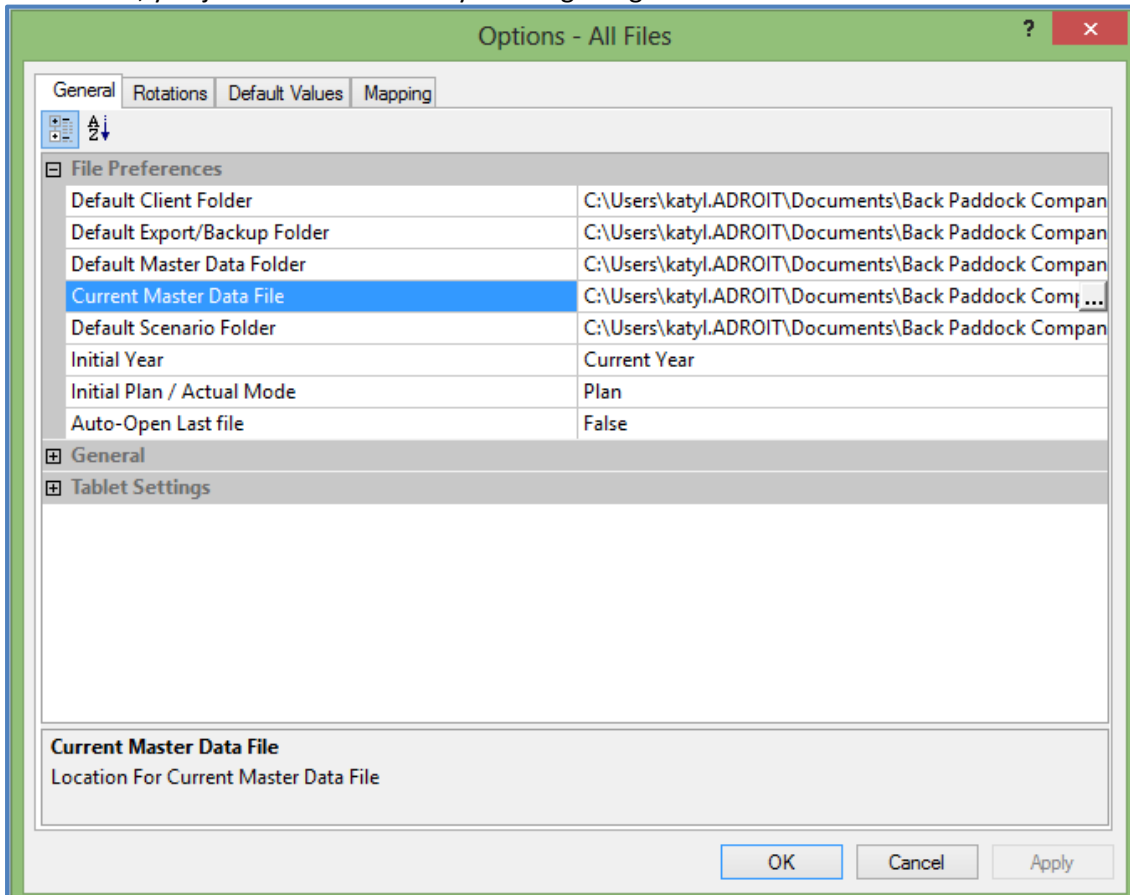 Options - All Files ?
General Rotations Default Values Mapping
File Preferences
Default Client Folder C:\Users\katyl.ADROIT\Documents\Back Paddock Compan
Default Export/Backup Folder C:\Users\katyl.ADROIT\Documents\Back Paddock Compan
Default Master Data Folder C:\Users\katyl.ADROIT\Documents\Back Paddock Compan
Current Master Data File C:\Users\katyl.ADROIT\Documents\Back Paddock Comp ...
Default Scenario Folder C:\Users\katyl.ADROIT\Documents\Back Paddock Compan
Initial Year Current Year
Initial Plan / Actual Mode Plan
Auto-Open Last file False
General
Tablet Settings
Current Master Data File
Location For Current Master Data File
OK Cancel Apply